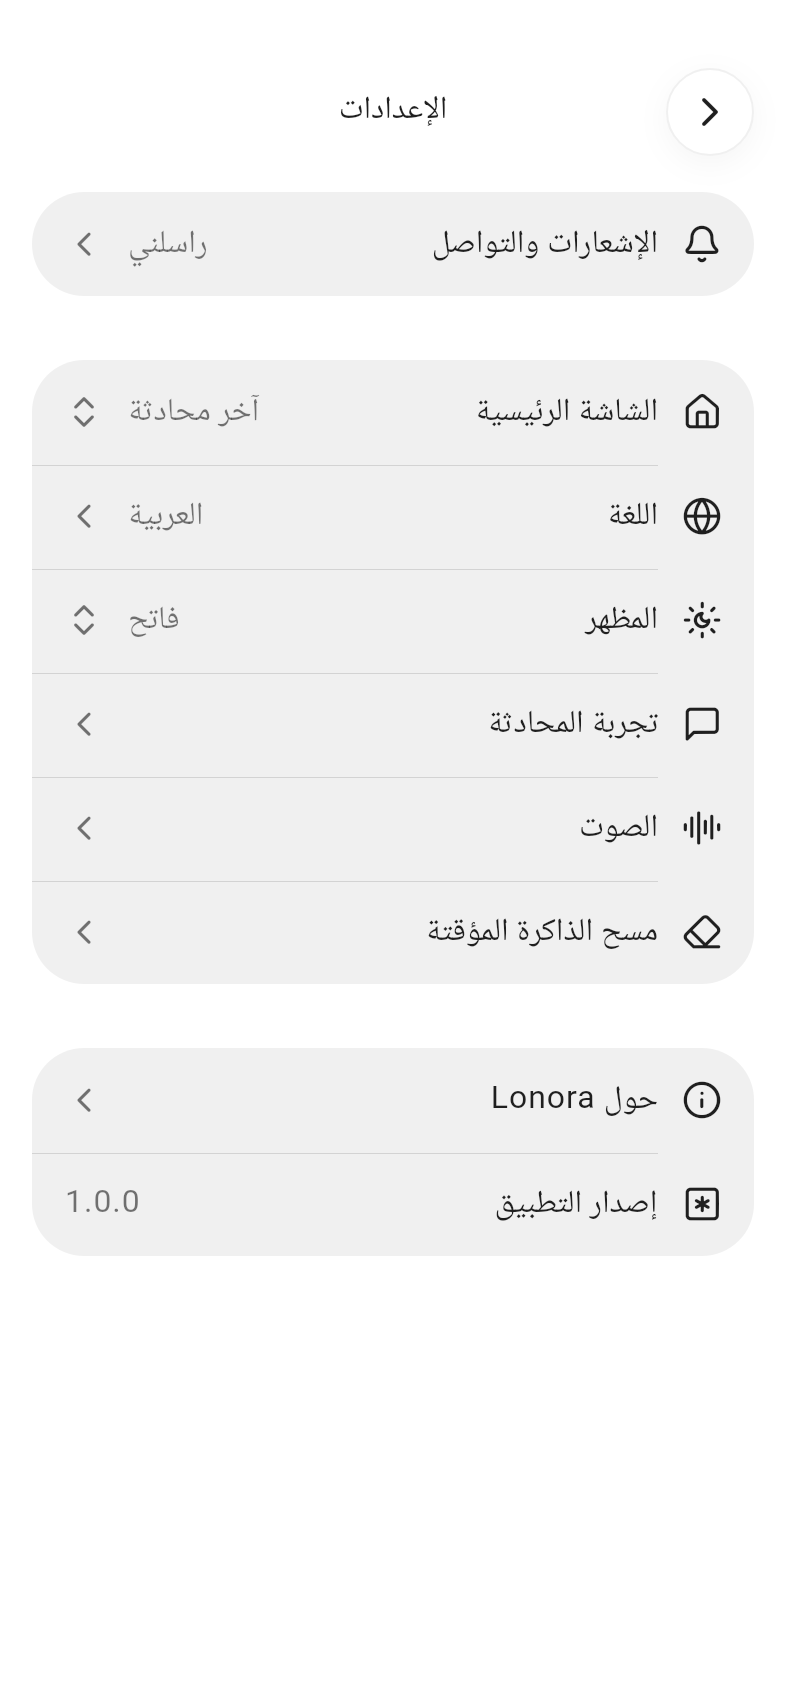 الإعدادات
الإشعارات والتواصل راسلني
الشاشة الرئيسية آخر محادثة
اللغة العربية
المظهر فاتح
تجربة المحادثة
الصوت
مسح الذاكرة المؤقتة
حول Lonora
إصدار التطبيق 1.0.0